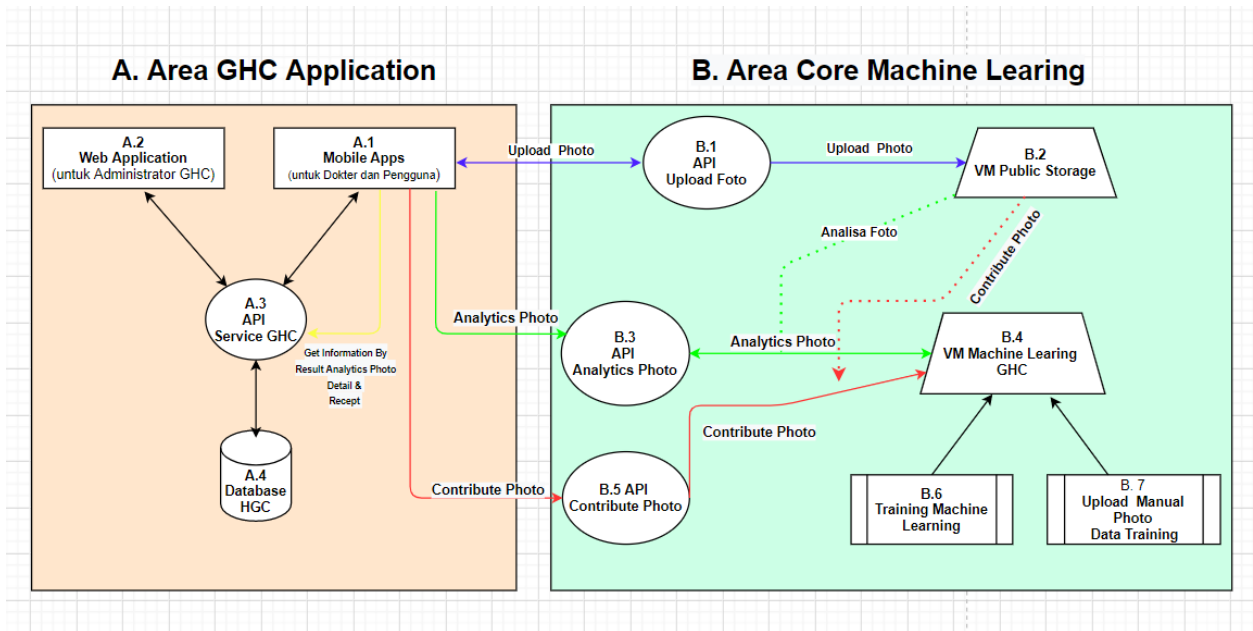 A. Area GHC Application
B. Area Core Machine Learing
A.2
Web Application
(untuk Administrator GHC)
A.1
Mobile Apps
(untuk Dokter dan Pengguna)
Upload Photo
B.1
API
Upload Foto
Upload Photo
B.2
VM Public Storage
Analisa Foto
Contribute Photo
A.3
API
Service GHC
Get Information By
Result Analytics Photo
Detail &
Recept
Analytics Photo
B.3
API
Analytics Photo
Analytics Photo
B.4
VM Machine Learing
GHC
Contribute Photo
A.4
Database
HGC
Contribute Photo
B.5 API
Contribute Photo
B.6
Training Machine
Learning
B. 7
Upload Manual
Photo
Data Training